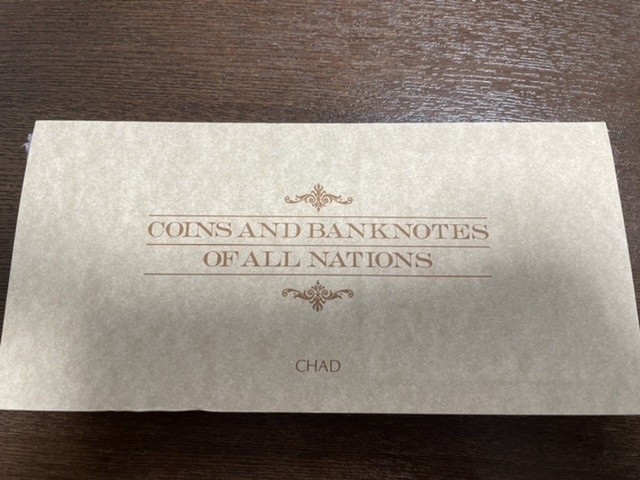 COINS AND BANKNOTES
OF ALL NATIONS
CHAD